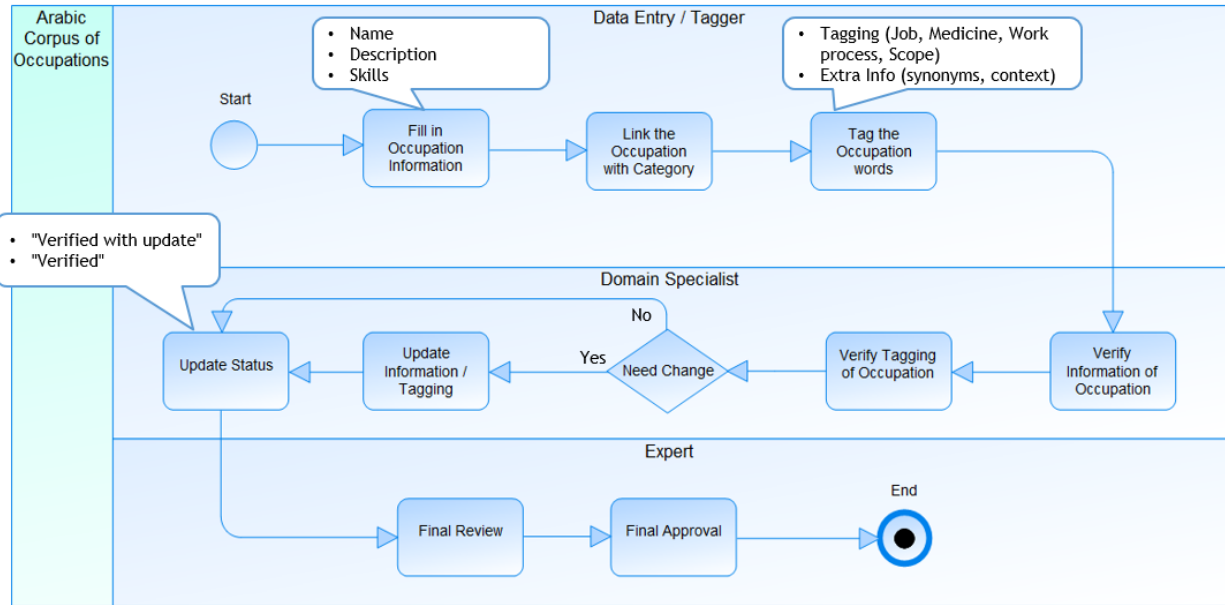 Arabic
Corpus of
Occupations
Data Entry / Tagger
• Name
• Description
• Skills
• Tagging (Job, Medicine, Work
process, Scope)
• Extra Info (synonyms, context)
Start
Fill in
Occupation
Information
Link the
Occupation
with Category
Tag the
Occupation
words
• "Verified with update"
• "Verified"
Domain Specialist
No
Update Status
Update
Information /
Tagging
Yes
Need Change
Verify Tagging
of Occupation
Verify
Information of
Occupation
Expert
Final Review
Final Approval
End